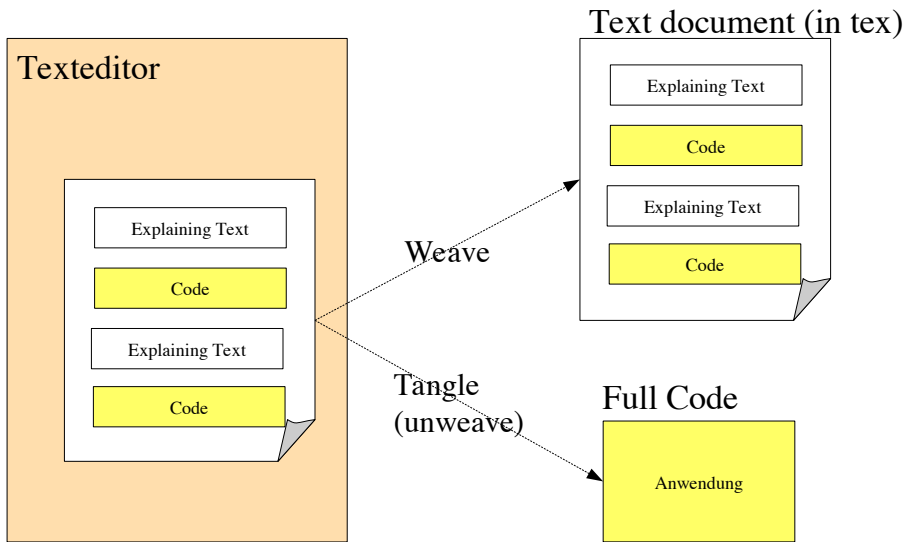 Texteditor
Explaining Text
Code
Explaining Text
Code
Weave
Tangle
(unweave)
Text document (in tex)
Explaining Text
Code
Explaining Text
Code
Full Code
Anwendung